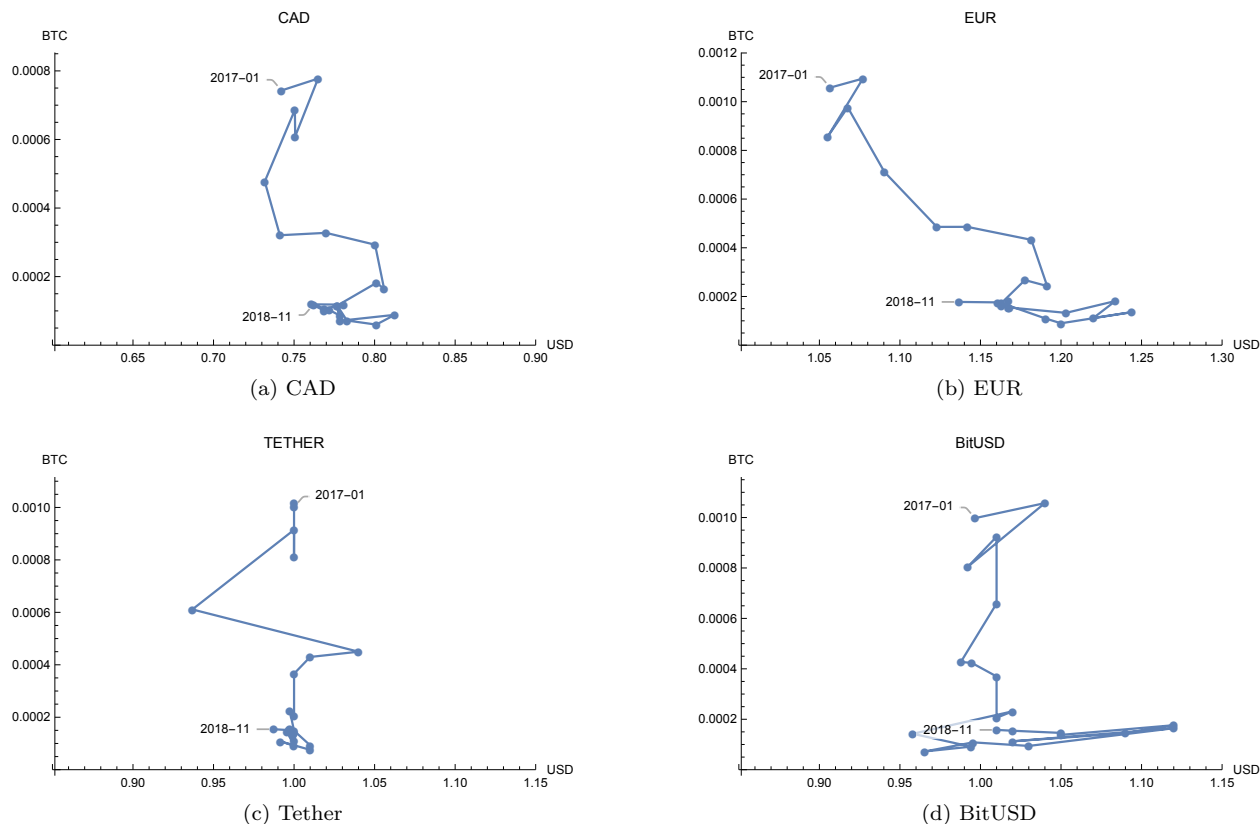 CAD
BTC
0.0008
0.0006
0.0004
0.0002
2017-01
2018-11
0.65 0.70 0.75 0.80 0.85 0.90
USD
(a) CAD
EUR
BTC
0.0012
0.0010
0.0008
0.0006
0.0004
0.0002
2017-01
2018-11
1.05 1.10 1.15 1.20 1.25 1.30
USD
(b) EUR
TETHER
BTC
0.0010
0.0008
0.0006
0.0004
0.0002
2017-01
2018-11
0.90 0.95 1.00 1.05 1.10 1.15
USD
(c) Tether
BitUSD
BTC
0.0010
0.0008
0.0006
0.0004
0.0002
2017-01
2018-11
0.90 0.95 1.00 1.05 1.10 1.15
USD
(d) BitUSD